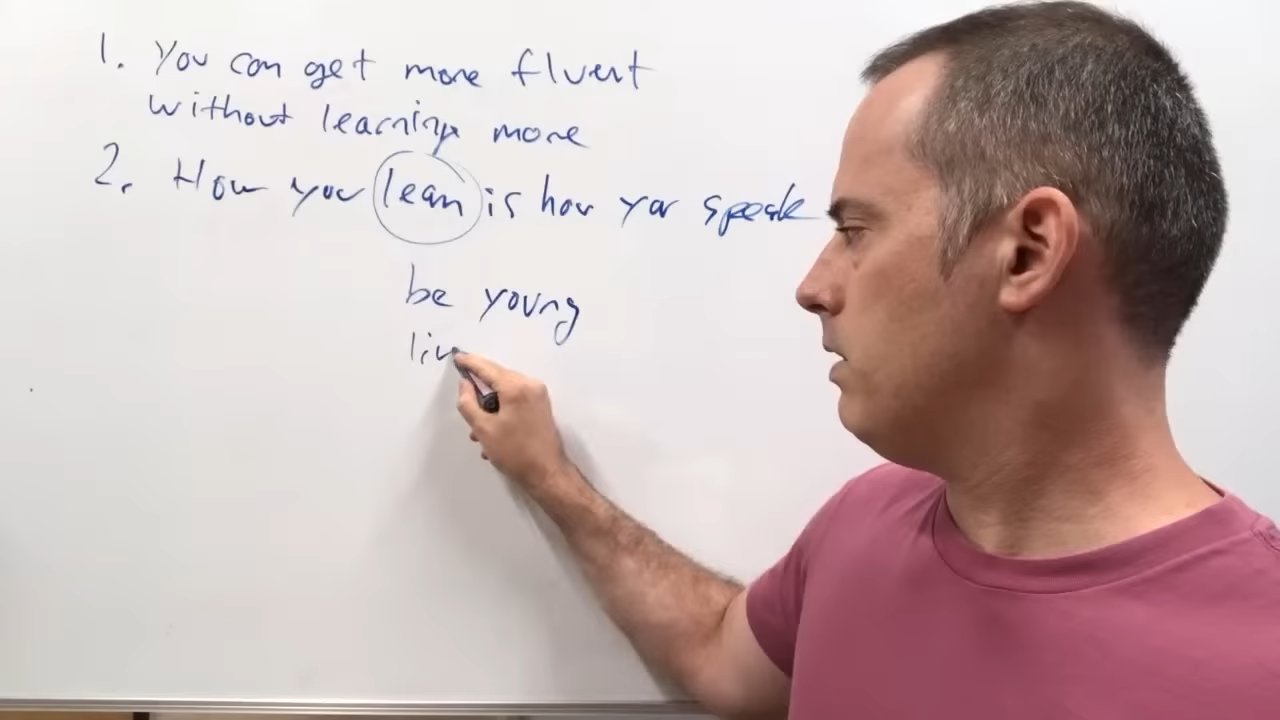 1. You can get more fluent
without learning more
2. How you lean is how you speak
be young
liv